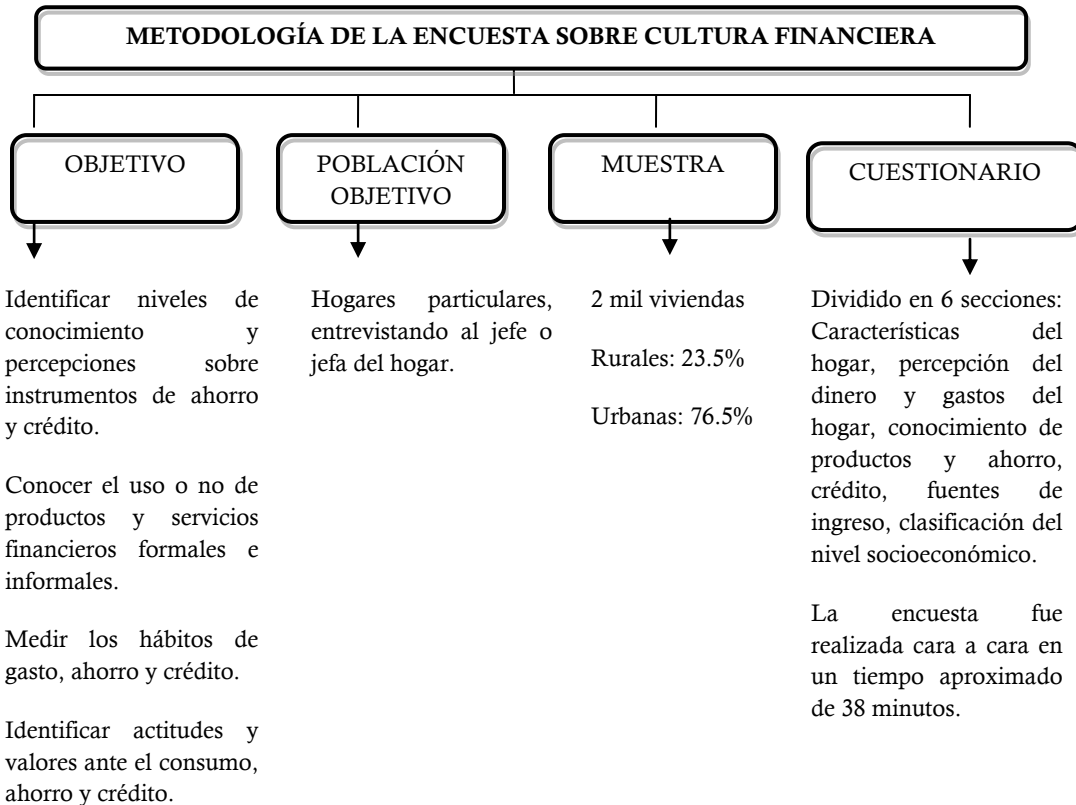 METODOLOGÍA DE LA ENCUESTA SOBRE CULTURA FINANCIERA
OBJETIVO
Identificar niveles de
conocimiento y
percepciones sobre
instrumentos de ahorro
y crédito.
Conocer el uso o no de
productos y servicios
financieros formales e
informales.
Medir los hábitos de
gasto, ahorro y crédito.
Identificar actitudes y
valores ante el consumo,
ahorro y crédito.
POBLACIÓN
OBJETIVO
Hogares particulares,
entrevistando al jefe o
jefa del hogar.
MUESTRA
2 mil viviendas
Rurales: 23.5%
Urbanas: 76.5%
CUESTIONARIO
Dividido en 6 secciones:
Características del
hogar, percepción del
dinero y gastos del
hogar, conocimiento de
productos y ahorro,
crédito, fuentes de
ingreso, clasificación del
nivel socioeconómico.
La encuesta fue
realizada cara a cara en
un tiempo aproximado
de 38 minutos.